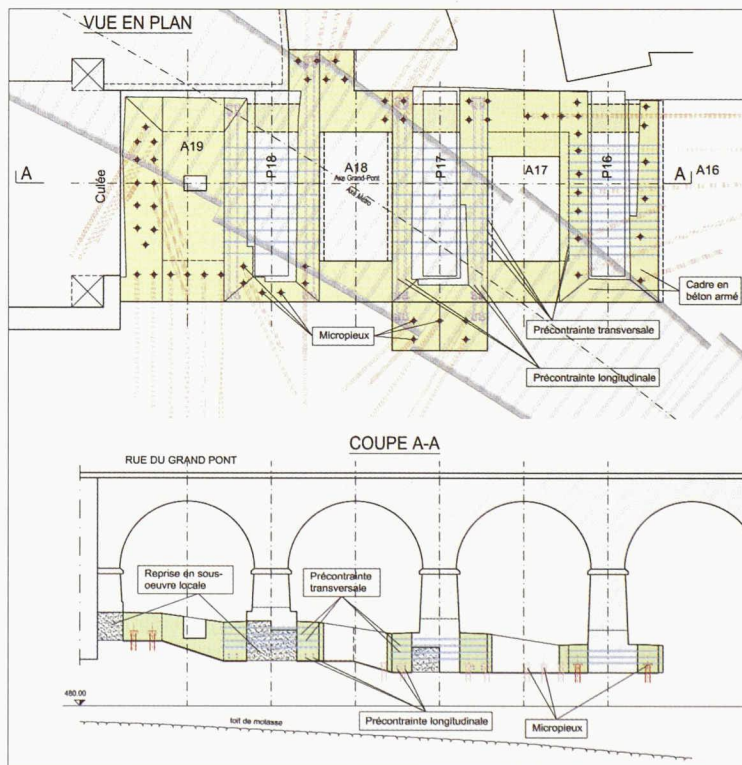 VUE EN PLAN
A19
P18
A18
Axe Grand-Pont
Axe Métro
P17
A17
P16
A16
A
A
Culée
Cadre en
béton armé
Micropieux
Précontrainte transversale
Précontrainte longitudinale
COUPE A-A
RUE DU GRAND PONT
Reprise en sous-
oeuvre locale
Précontrainte
transversale
480.00
toit de molasse
Précontrainte longitudinale
Micropieux